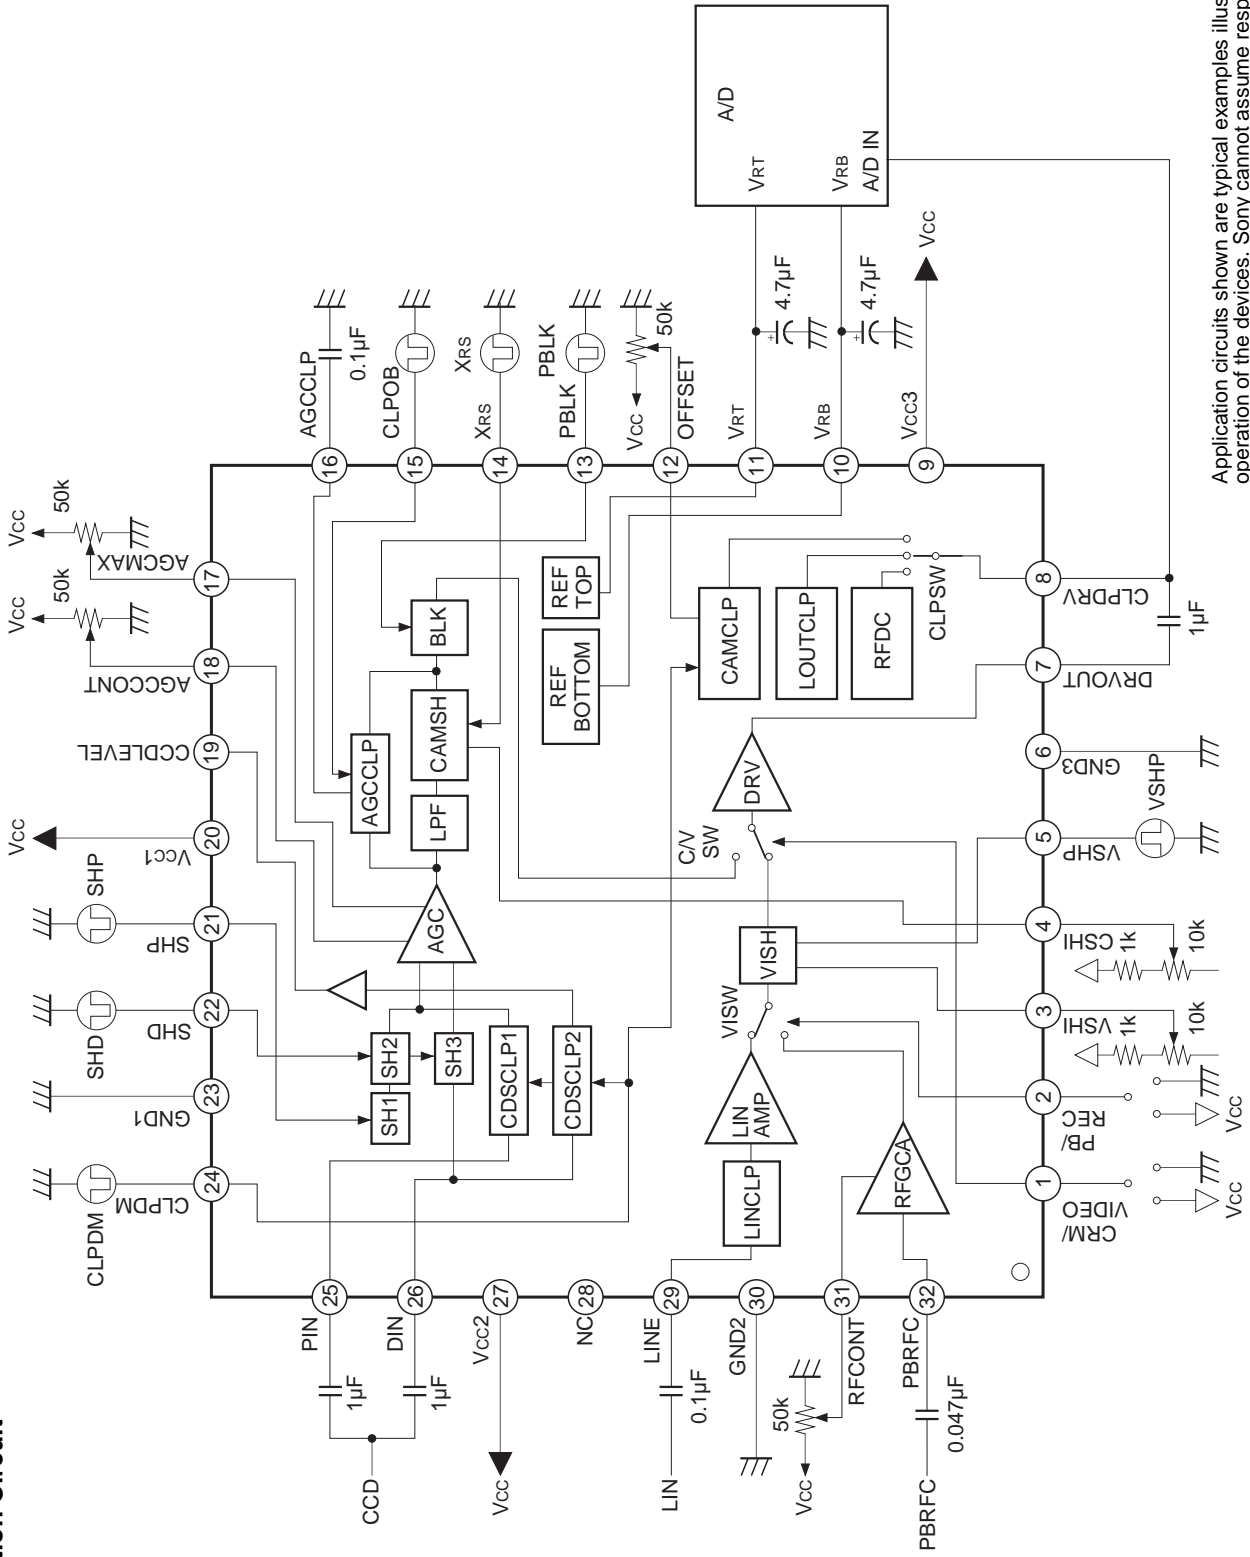 Application circuits shown are typical examples illus
operation of the devices. Sony cannot assume resp
A/D
VRT
VRB
A/D IN
4.7µF
4.7µF
VCC
AGCCLP
0.1µF
CLPOB
XRS
XRS
PBLK
PBLK
VCC
50k
OFFSET
VRT
VRB
VCC3
16
15
14
13
12
11
10
9
VCC
50k
AGCMAX
17
VCC
50k
AGCCONT
18
CCDLEVEL
19
VCC
VCC1
20
SHP
SHP
21
SHD
SHD
22
GND1
23
CLPDM
CLPDM
24
AGCCLP
BLK
CAMSH
LPF
AGC
REF
TOP
REF
BOTTOM
CAMCLP
LOUTCLP
RFDC
CLPSW
SH2
SH3
SH1
CDSCLP1
CDSCLP2
DRV
C/V
SW
VISH
VISW
LIN
AMP
LINCLP
RFGCA
8
CLPDRV
1µF
7
DRVOUT
6
GND3
5
VSHP
VSHP
4
CSHI
1k
10k
3
VSHI
1k
10k
2
PB/
REC
VCC
1
CRM/
VIDEO
VCC
25
PIN
1µF
26
DIN
1µF
CCD
27
VCC2
VCC
28
NC
29
LINE
0.1µF
LIN
30
GND2
31
RFCONT
50k
VCC
32
PBRFC
0.047µF
PBRFC